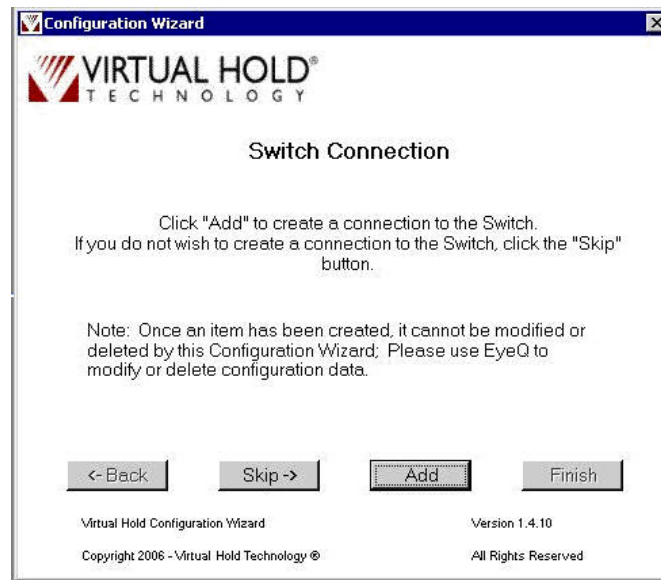 Configuration Wizard
VIRTUAL HOLD®
TECHNOLOGY
Switch Connection
Click "Add" to create a connection to the Switch.
If you do not wish to create a connection to the Switch, click the "Skip"
button.
Note: Once an item has been created, it cannot be modified or
deleted by this Configuration Wizard; Please use EyeQ to
modify or delete configuration data.
<- Back Skip -> Add Finish
Virtual Hold Configuration Wizard Version 1.4.10
Copyright 2006 - Virtual Hold Technology ® All Rights Reserved